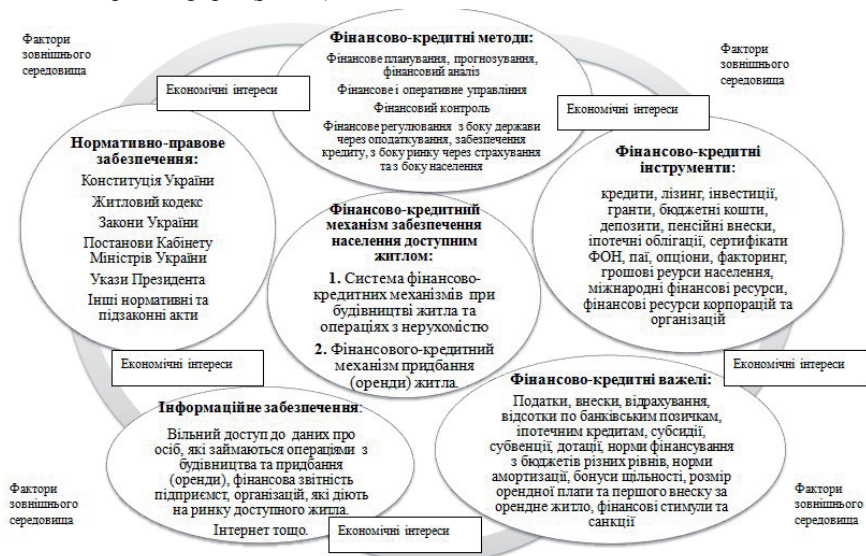 Фактори
зовнішнього
середовища
Фінансово-кредитні методи:
Фінансове планування, прогнозування,
фінансовий аналіз
Фінансове і оперативне управління
Фінансовий контроль
Фінансове регулювання з боку держави
через оподаткування, забезпечення
кредиту, з боку ринку через страхування
та з боку населення
Фактори
зовнішнього
середовища
Економічні інтереси
Економічні інтереси
Нормативно-правове
забезпечення:
Конституція України
Житловий кодекс
Закони України
Постанови Кабінету
Міністрів України
Укази Президента
Інші нормативні та
підзаконні акти
Фінансово-кредитний
механізм забезпечення
населення доступним
житлом:
1. Система фінансово-
кредитних механізмів при
будівництві житла та
операціях з нерухомістю
2. Фінансового-кредитний
механізм придбання
(оренди) житла.
Фінансово-кредитні
інструменти:
кредити, лізинг, інвестиції,
гранти, бюджетні кошти,
депозити, пенсійні внески,
іпотечні облігації, сертифікати
ФОН, паї, опціони, факторинг,
грошові реурси населення,
міжнародні фінансові ресурси,
фінансові ресурси корпорацій та
організацій
Економічні інтереси
Економічні інтереси
Інформаційне забезпечення:
Вільний доступ до даних про
осіб, які займаються операціями з
будівництва та придбання
(оренди), фінансова звітність
підприємст, організацій, які діють
на ринку доступного житла.
Інтернет тощо.
Фінансово-кредитні важелі:
Податки, внески, відрахування,
відсотки по банківським позичкам,
іпотечним кредитам, субсидії,
субвенції, дотації, норми фінансування
з бюджетів різних рівнів, норми
амортизації, бонуси щільності, розмір
орендної плати та першого внеску за
орендне житло, фінансові стимули та
санкції
Фактори
зовнішнього
середовища
Економічні інтереси
Фактори
зовнішнього
середовища